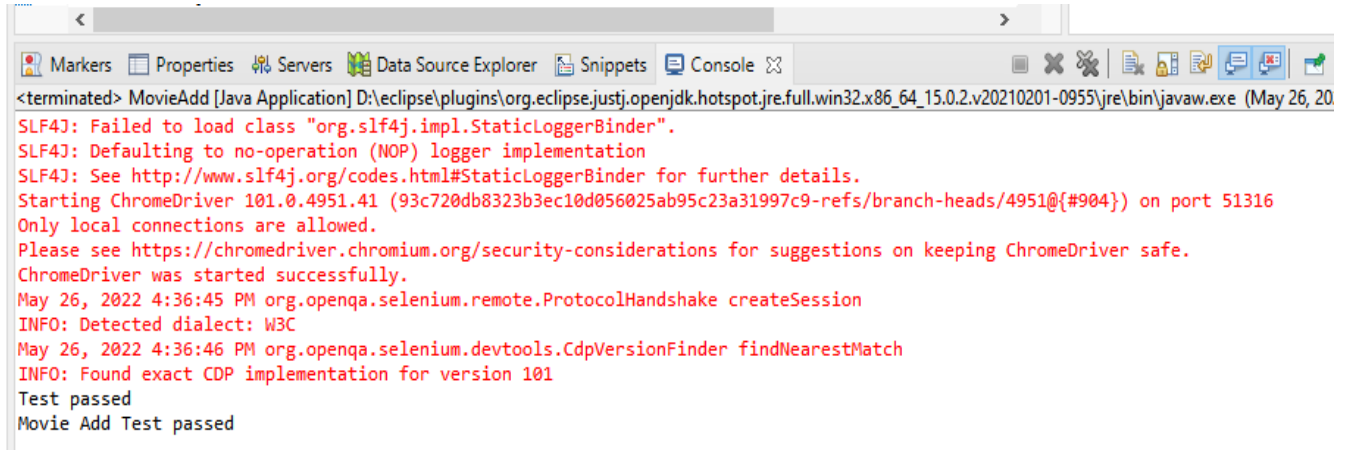 Markers Properties Servers Data Source Explorer Snippets Console
<terminated> MovieAdd [Java Application] D:\eclipse\plugins\org.eclipse.justj.openjdk.hotspot.jre.full.win32.x86_64_15.0.2.v20210201-0955\jre\bin\javaw.exe (May 26, 20
SLF4J: Failed to load class "org.slf4j.impl.StaticLoggerBinder".
SLF4J: Defaulting to no-operation (NOP) logger implementation
SLF4J: See http://www.slf4j.org/codes.html#StaticLoggerBinder for further details.
Starting ChromeDriver 101.0.4951.41 (93c720db8323b3ec10d056025ab95c23a31997c9-refs/branch-heads/4951@{#904}) on port 51316
Only local connections are allowed.
Please see https://chromedriver.chromium.org/security-considerations for suggestions on keeping ChromeDriver safe.
ChromeDriver was started successfully.
May 26, 2022 4:36:45 PM org.openqa.selenium.remote.ProtocolHandshake createSession
INFO: Detected dialect: W3C
May 26, 2022 4:36:46 PM org.openqa.selenium.devtools.CdpVersionFinder findNearestMatch
INFO: Found exact CDP implementation for version 101
Test passed
Movie Add Test passed